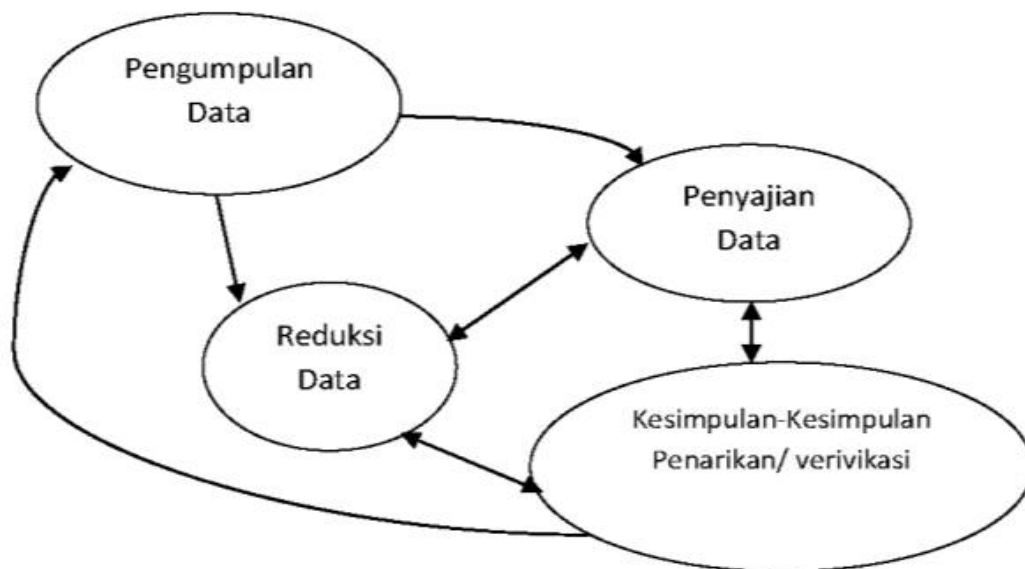 Pengumpulan
Data
Penyajian
Data
Reduksi
Data
Kesimpulan-Kesimpulan
Penarikan/ verivikasi